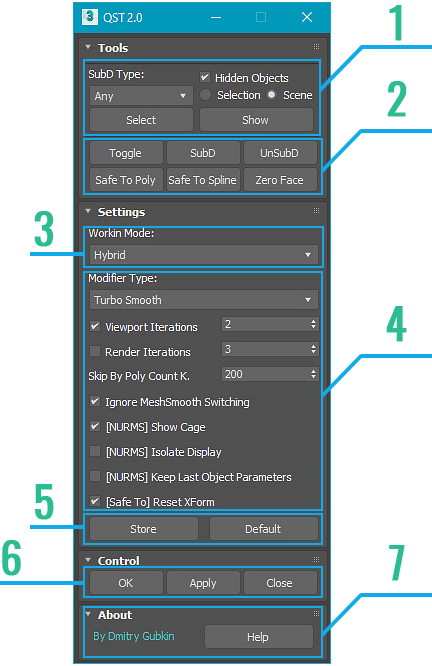 3 QST 2.0
1
Tools
SubD Type:
Hidden Objects
Any
Selection Scene
Select Show
2
Toggle SubD UnSubD
Safe To Poly Safe To Spline Zero Face
Settings
3
Workin Mode:
Hybrid
Modifier Type:
Turbo Smooth
4
Viewport Iterations 2
Render Iterations 3
Skip By Poly Count K. 200
Ignore MeshSmooth Switching
[NURMS] Show Cage
[NURMS] Isolate Display
[NURMS] Keep Last Object Parameters
5
[Safe To] Reset XForm
Store Default
6
Control
OK Apply Close
7
About
By Dmitry Gubkin Help